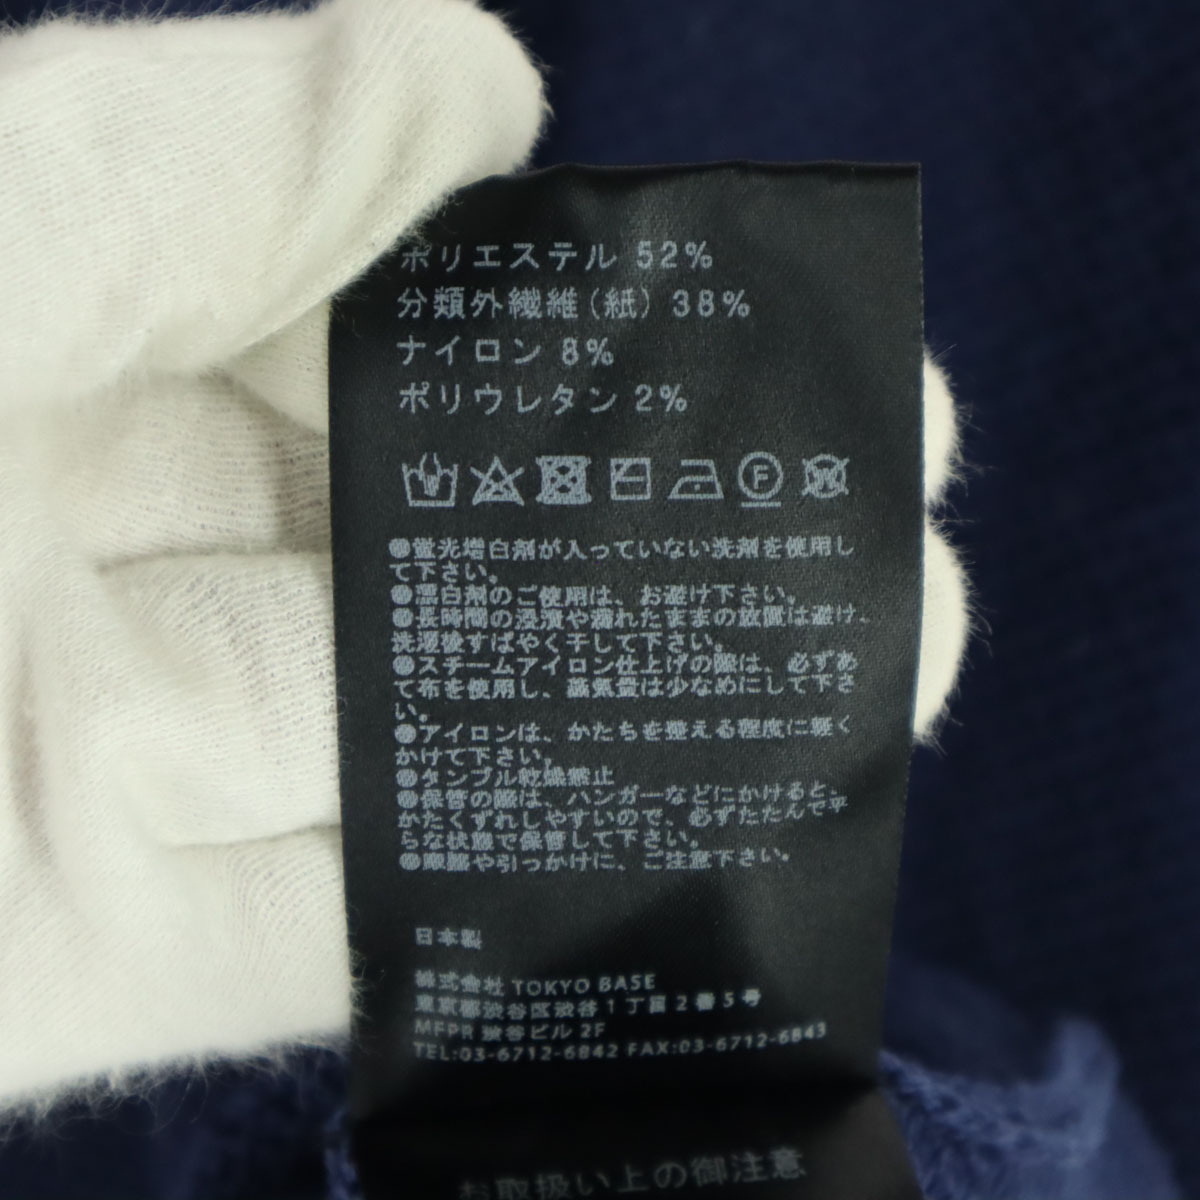 ポリエステル 52%
分類外繊維(紙) 38%
ナイロン 8%
ポリウレタン 2%
F
W
●蛍光増白剤が入っていない洗剤を使用し
て下さい。
●漂白剤のご使用は、お避け下さい。
●長時間の浸漬や濡れたままの放置は避け、
洗濯後すばやく干して下さい。
●スチームアイロン仕上げの際は、必ずあ
て布を使用し、蒸気量は少なめにして下さ
い。
●アイロンは、かたちを整える程度に軽く
かけて下さい。
●タンブル乾燥禁止
●保管の際は、ハンガーなどにかけると、
かたくずれしやすいので、必ずたたんで平
らな状態で保管して下さい。
●摩擦や引っかけに、ご注意下さい。
日本製
株式会社 TOKYO BASE
東京都渋谷区渋谷1丁目2番5号
MFPR 渋谷ビル 2F
TEL:03-6712-6842 FAX:03-6712-6843
お取扱い上の御注意